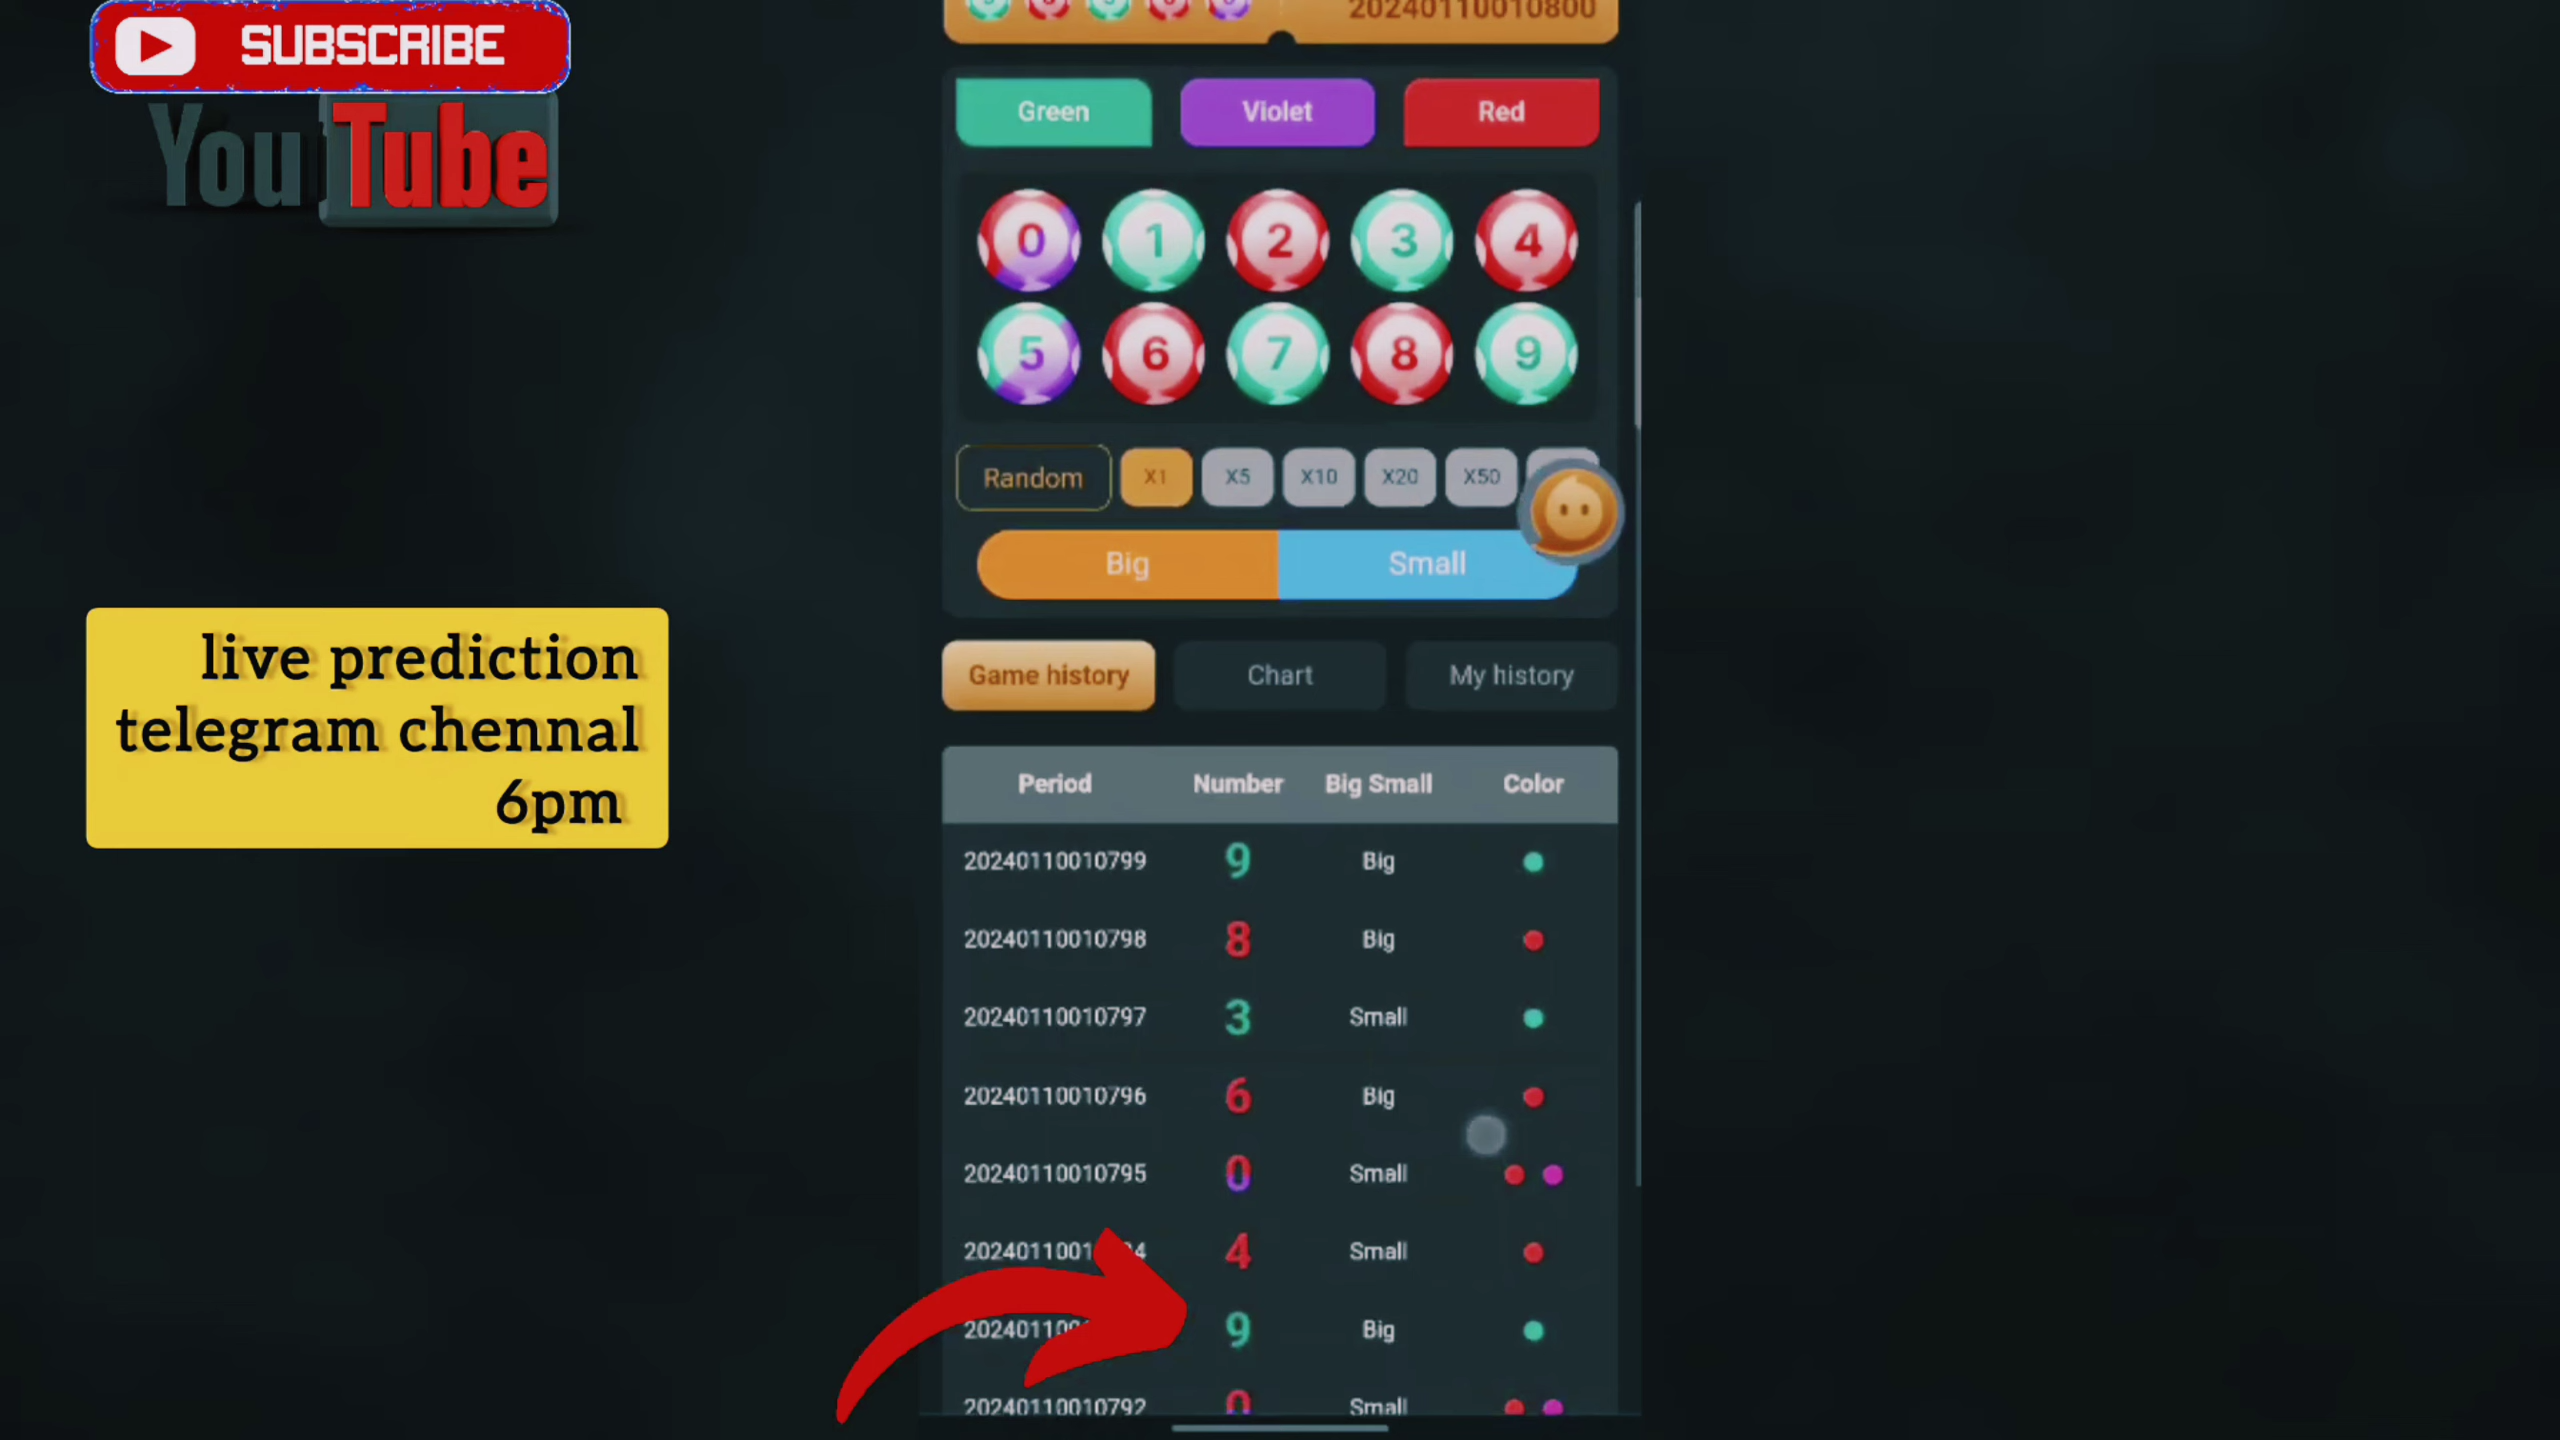 SUBSCRIBE
YouTube
live prediction
telegram chennal
6pm
20240110010800
Green Violet Red
0 1 2 3 4
5 6 7 8 9
Random X1 X5 X10 X20 X50
Big Small
Game history Chart My history
Period Number Big Small Color
20240110010799 9 Big
20240110010798 8 Big
20240110010797 3 Small
20240110010796 6 Big
20240110010795 0 Small
4 Small
9 Big
20240110010792 0 Small